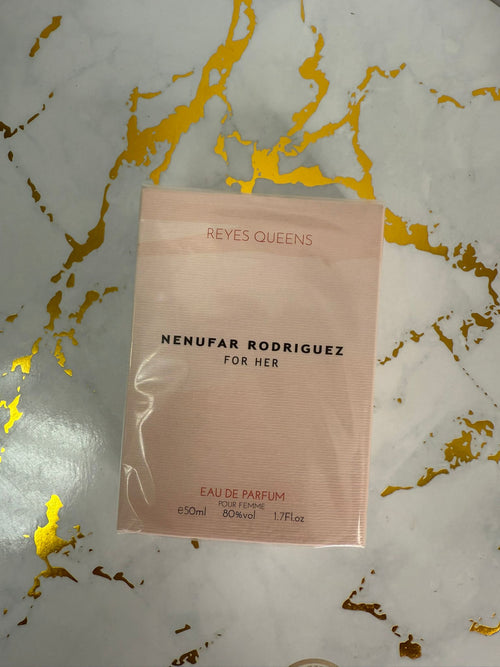 REYES QUEENS
NENUFAR RODRIGUEZ
FOR HER
EAU DE PARFUM
POUR FEMME
e50ml 80%vol 1.7Fl.oz